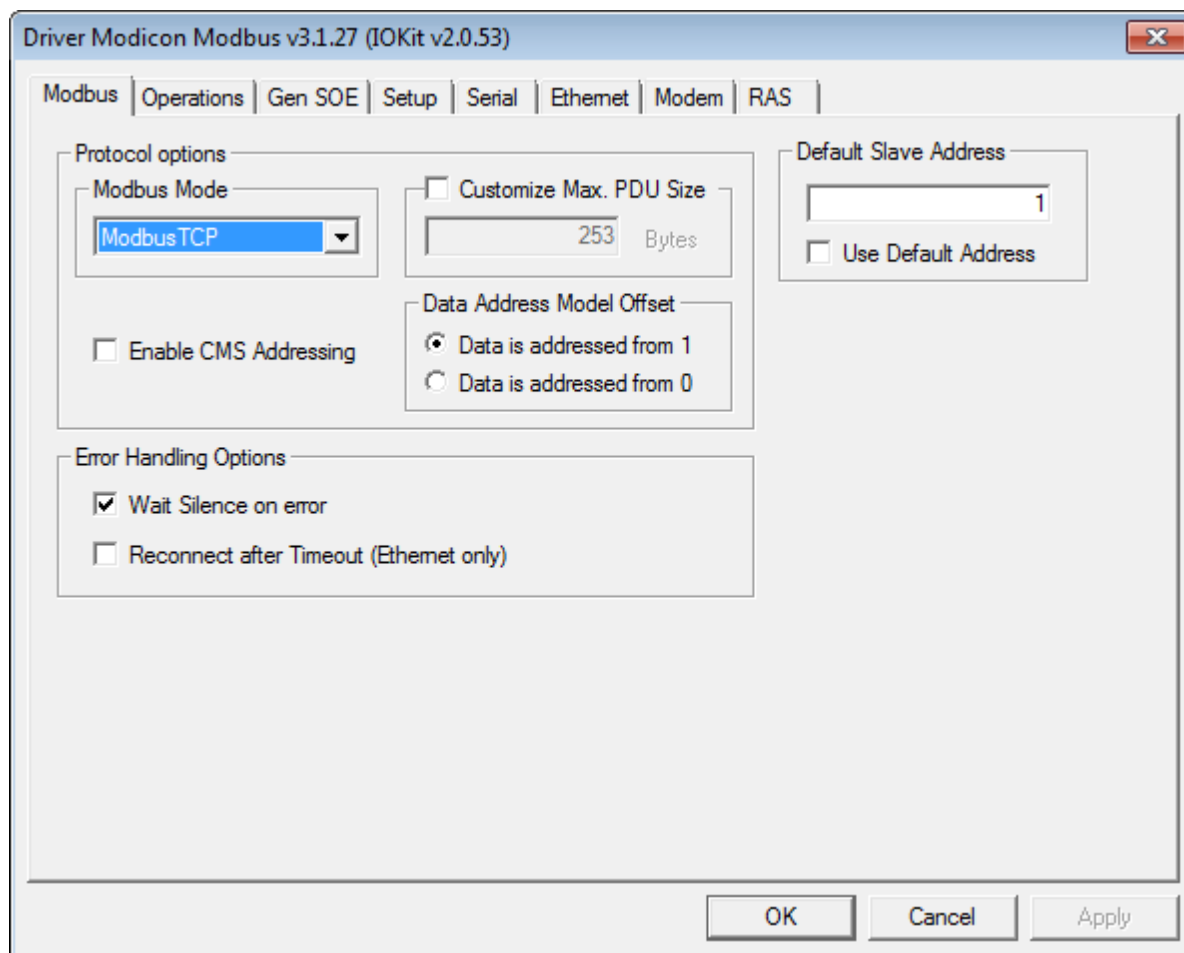 Driver Modicon Modbus v3.1.27 (IOKit v2.0.53)
Modbus Operations Gen SOE Setup Serial Ethernet Modem RAS
Protocol options
Modbus Mode
ModbusTCP
Customize Max. PDU Size
253 Bytes
Default Slave Address
1
Use Default Address
Enable CMS Addressing
Data Address Model Offset
Data is addressed from 1
Data is addressed from 0
Error Handling Options
Wait Silence on error
Reconnect after Timeout (Ethernet only)
OK Cancel Apply